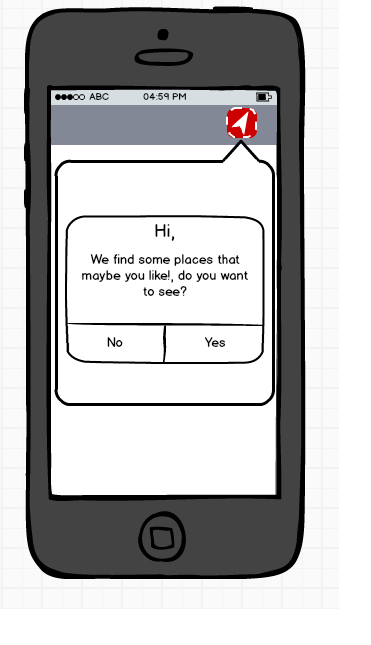 ABC 04:59 PM
Hi,
We find some places that
maybe you like!, do you want
to see?
No Yes